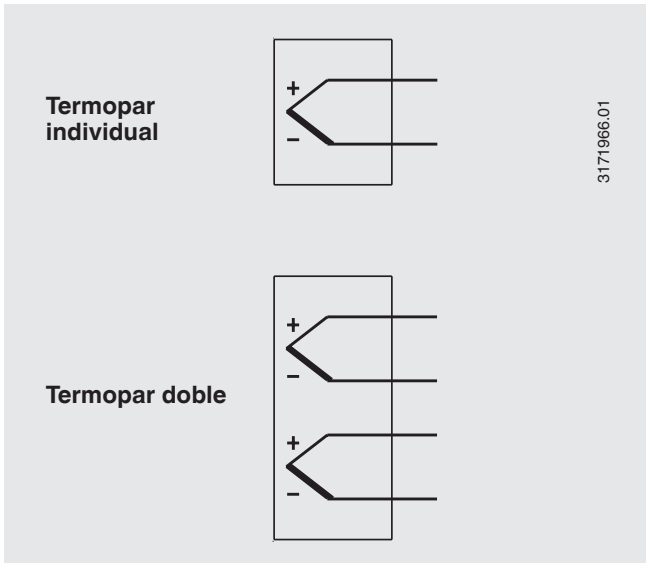 Termopar
individual
+
−
3171966.01
Termopar doble
+
−
+
−